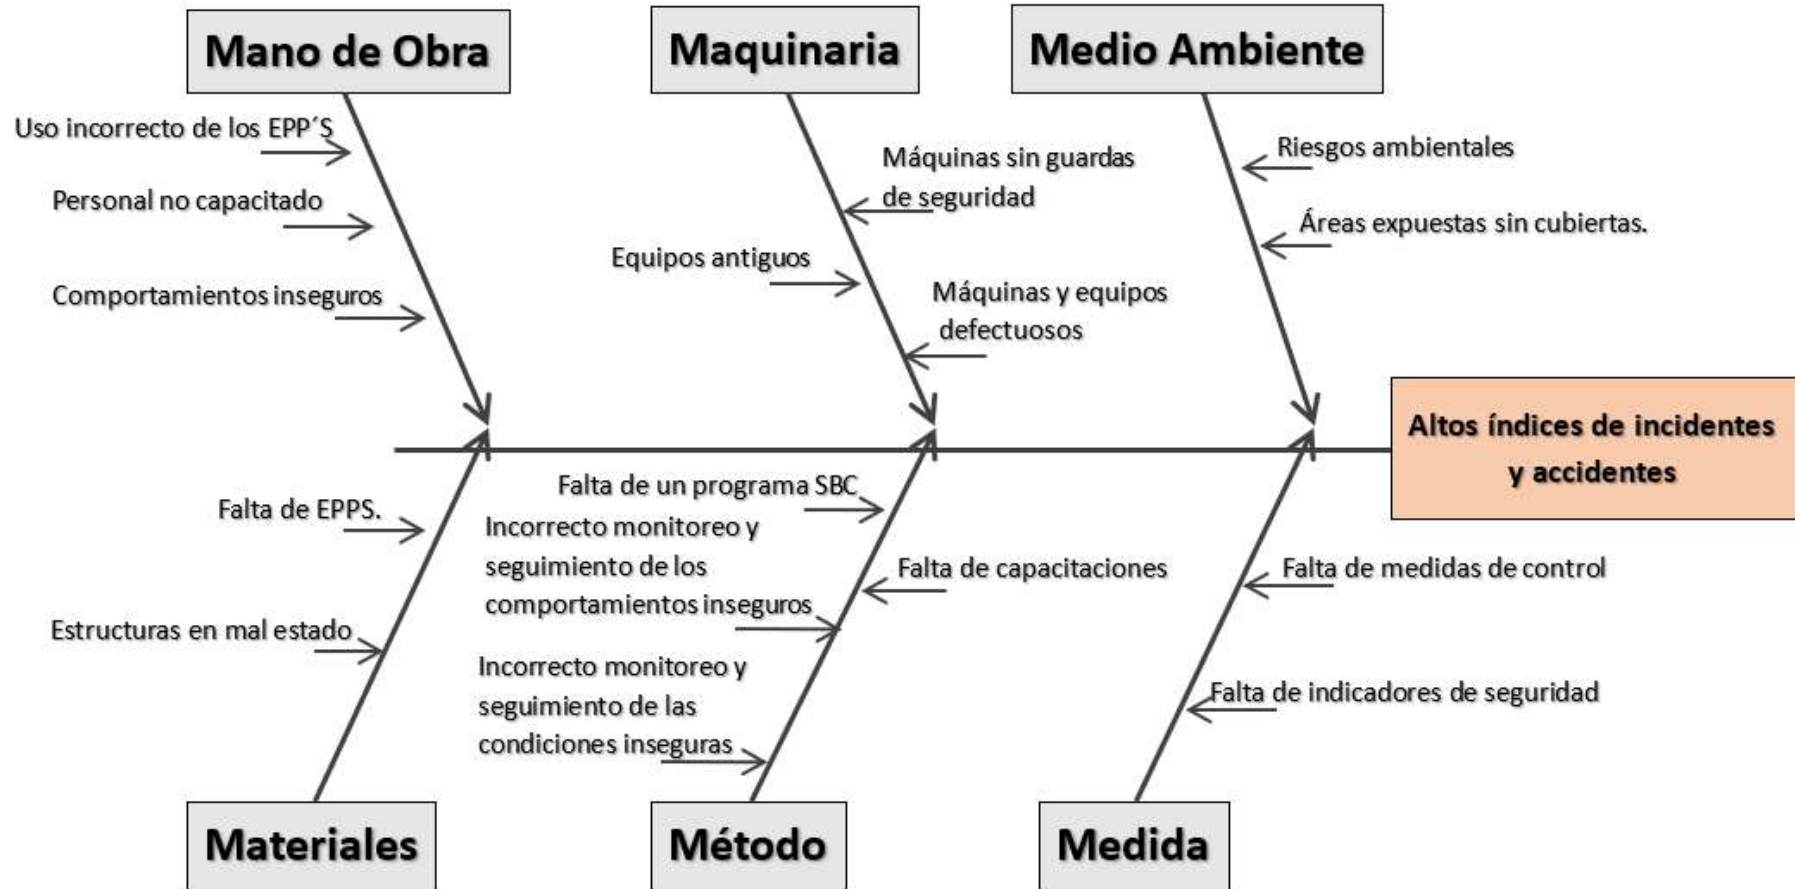 Mano de Obra
Maquinaria
Medio Ambiente
Uso incorrecto de los EPP´S
Personal no capacitado
Comportamientos inseguros
Máquinas sin guardas
de seguridad
Equipos antiguos
Máquinas y equipos
defectuosos
Riesgos ambientales
Áreas expuestas sin cubiertas.
Altos índices de incidentes
y accidentes
Falta de EPPS.
Estructuras en mal estado
Falta de un programa SBC
Incorrecto monitoreo y
seguimiento de los
comportamientos inseguros
Falta de capacitaciones
Incorrecto monitoreo y
seguimiento de las
condiciones inseguras
Falta de medidas de control
Falta de indicadores de seguridad
Materiales
Método
Medida